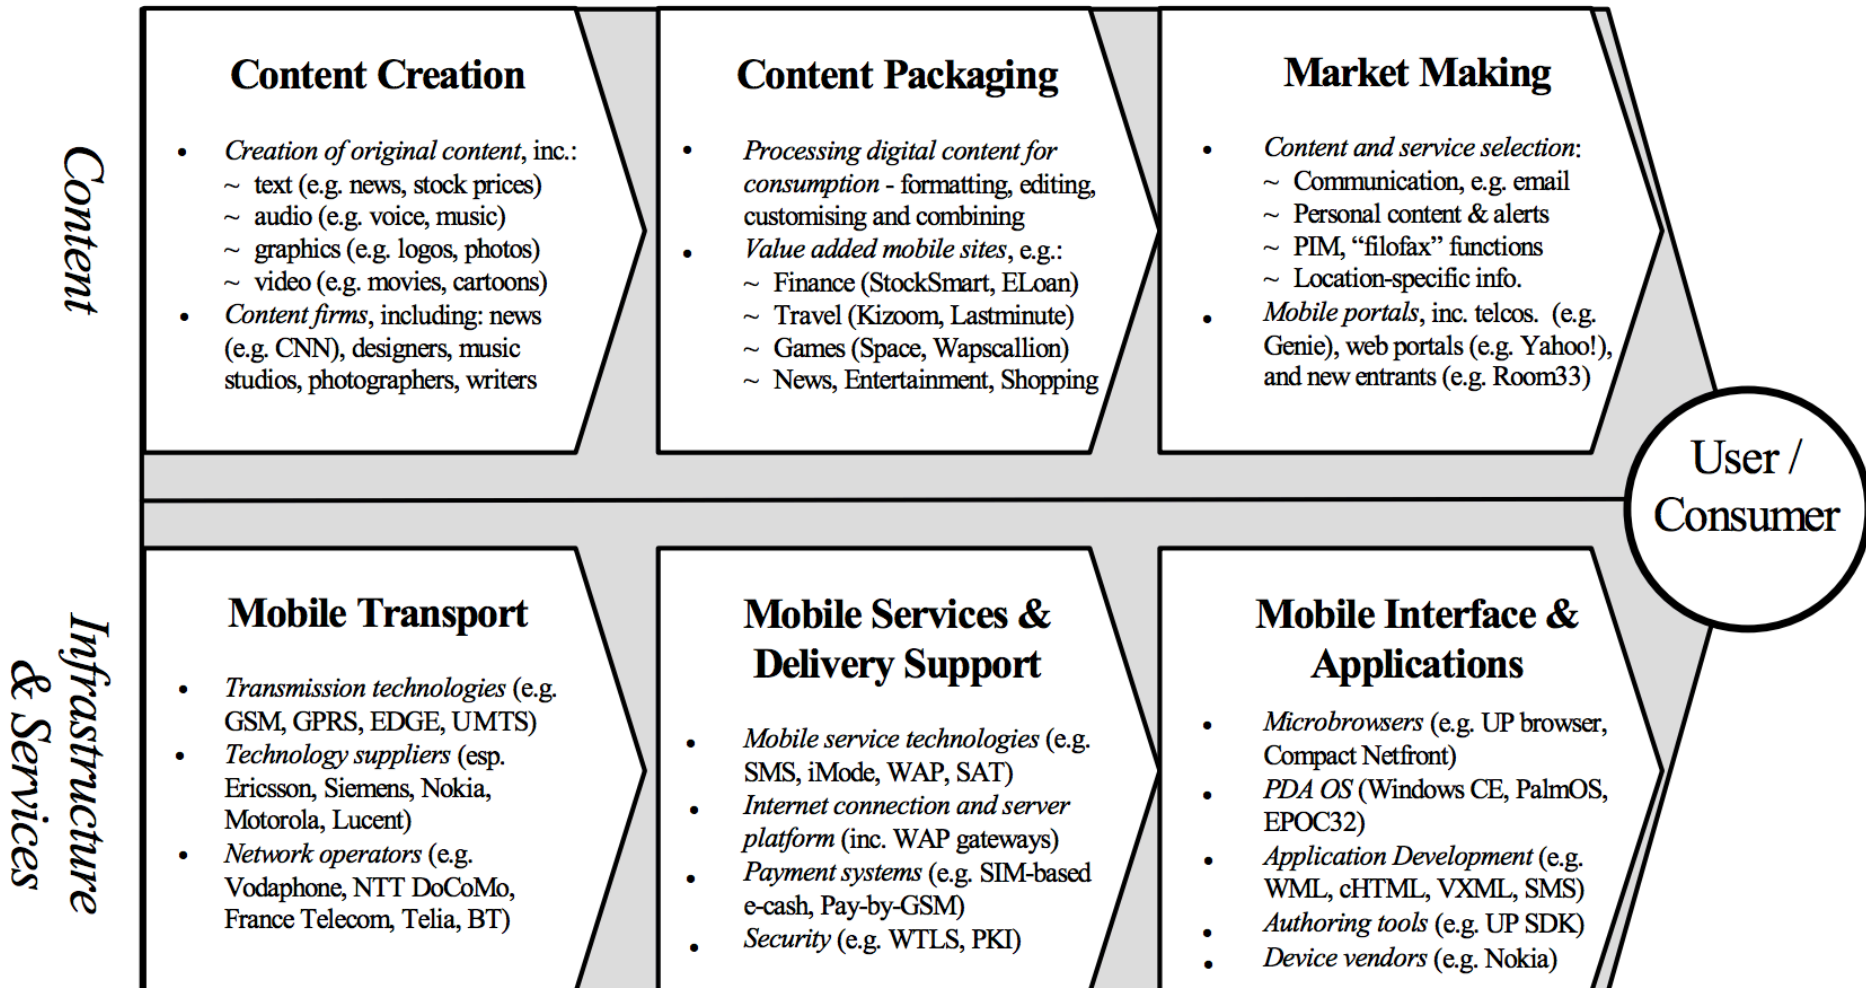 Content
Content Creation
• Creation of original content, inc.:
~ text (e.g. news, stock prices)
~ audio (e.g. voice, music)
~ graphics (e.g. logos, photos)
~ video (e.g. movies, cartoons)
• Content firms, including: news
(e.g. CNN), designers, music
studios, photographers, writers
Content Packaging
• Processing digital content for
consumption - formatting, editing,
customising and combining
• Value added mobile sites, e.g.:
~ Finance (StockSmart, ELoan)
~ Travel (Kizoom, Lastminute)
~ Games (Space, Wapscallion)
~ News, Entertainment, Shopping
Market Making
• Content and service selection:
~ Communication, e.g. email
~ Personal content & alerts
~ PIM, “filofax” functions
~ Location-specific info.
• Mobile portals, inc. telcos. (e.g.
Genie), web portals (e.g. Yahoo!),
and new entrants (e.g. Room33)
User /
Consumer
Infrastructure
& Services
Mobile Transport
• Transmission technologies (e.g.
GSM, GPRS, EDGE, UMTS)
• Technology suppliers (esp.
Ericsson, Siemens, Nokia,
Motorola, Lucent)
• Network operators (e.g.
Vodaphone, NTT DoCoMo,
France Telecom, Telia, BT)
Mobile Services &
Delivery Support
• Mobile service technologies (e.g.
SMS, iMode, WAP, SAT)
• Internet connection and server
platform (inc. WAP gateways)
• Payment systems (e.g. SIM-based
e-cash, Pay-by-GSM)
• Security (e.g. WTLS, PKI)
Mobile Interface &
Applications
• Microbrowsers (e.g. UP browser,
Compact Netfront)
• PDA OS (Windows CE, PalmOS,
EPOC32)
• Application Development (e.g.
WML, cHTML, VXML, SMS)
• Authoring tools (e.g. UP SDK)
• Device vendors (e.g. Nokia)